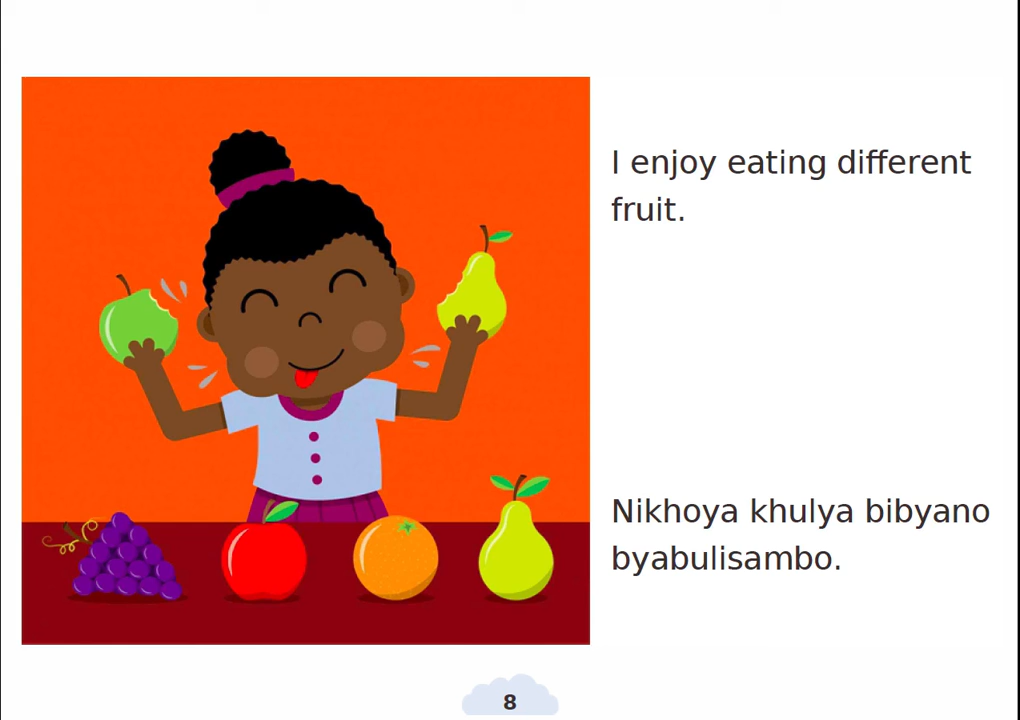 I enjoy eating different
fruit.
Nikhoya khulya bibyano
byabulisambo.
8